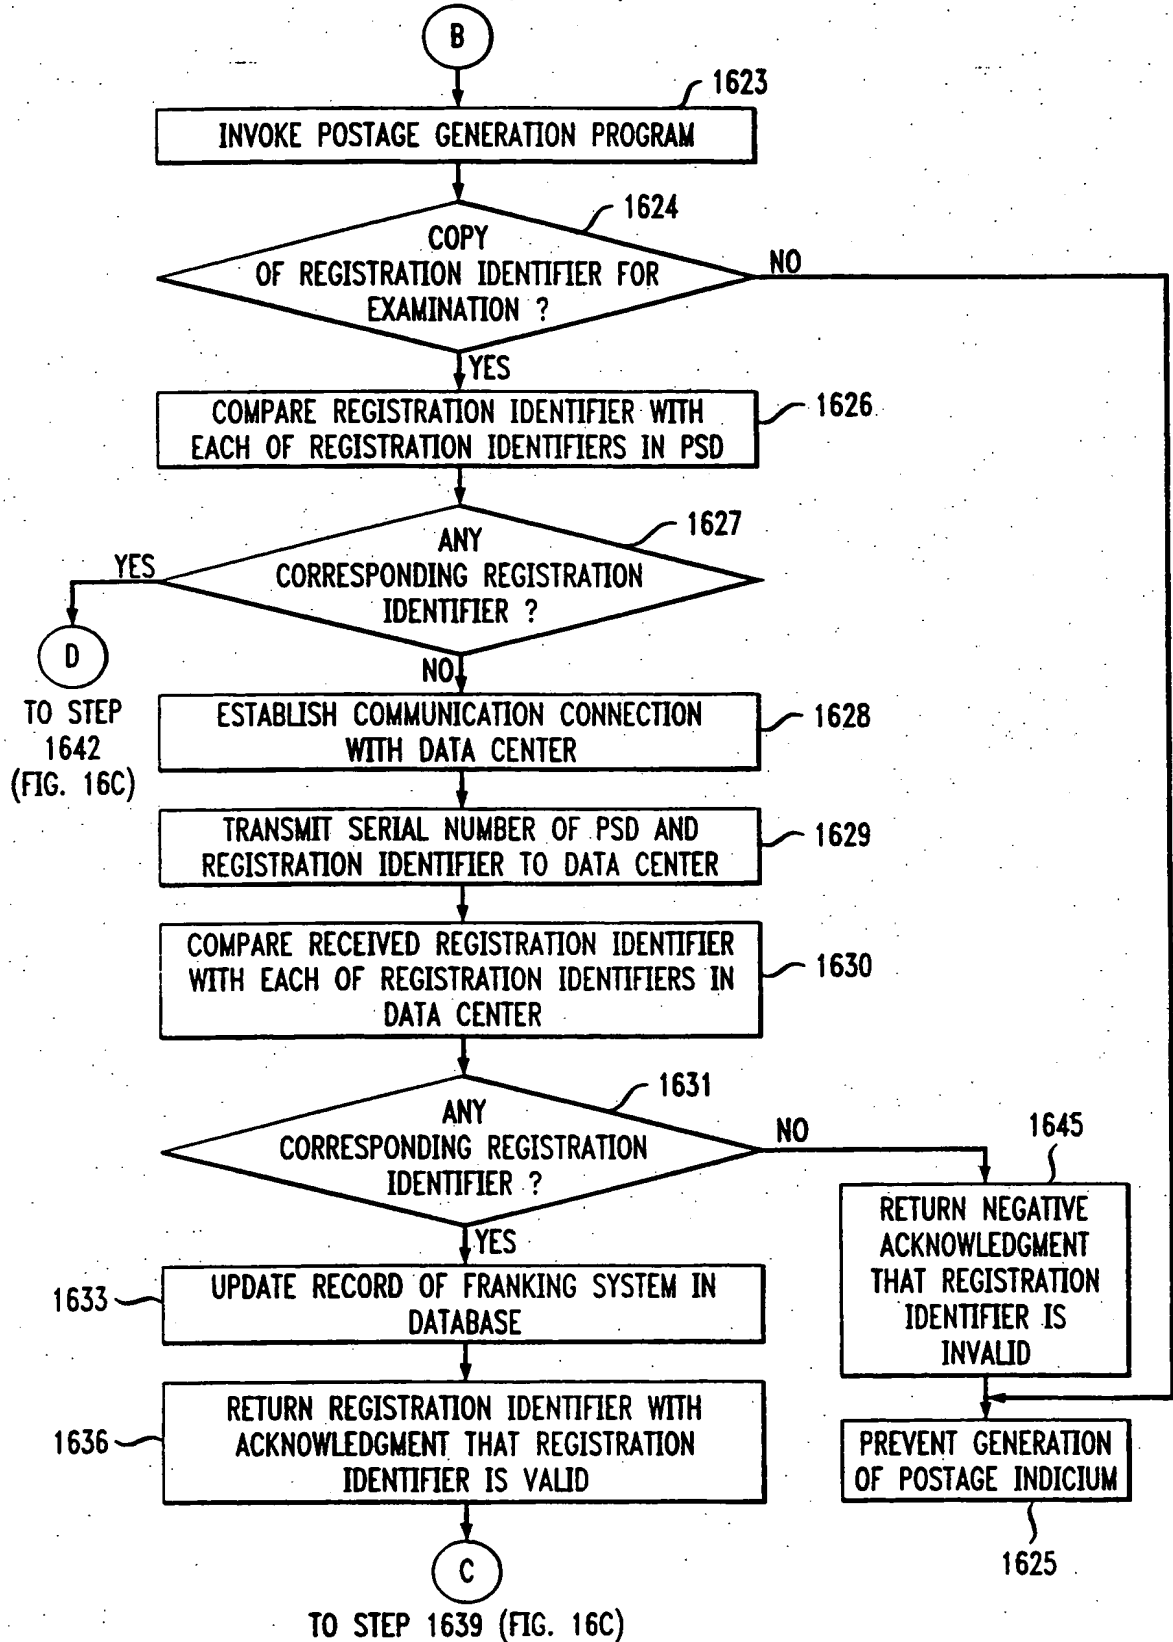 B
1623
INVOKE POSTAGE GENERATION PROGRAM
1624
COPY
OF REGISTRATION IDENTIFIER FOR
EXAMINATION ?
NO
YES
COMPARE REGISTRATION IDENTIFIER WITH
EACH OF REGISTRATION IDENTIFIERS IN PSD
1626
1627
ANY
CORRESPONDING REGISTRATION
IDENTIFIER ?
YES
D
TO STEP
1642
(FIG. 16C)
NO
ESTABLISH COMMUNICATION CONNECTION
WITH DATA CENTER
1628
TRANSMIT SERIAL NUMBER OF PSD AND
REGISTRATION IDENTIFIER TO DATA CENTER
1629
COMPARE RECEIVED REGISTRATION IDENTIFIER
WITH EACH OF REGISTRATION IDENTIFIERS IN
DATA CENTER
1630
1631
ANY
CORRESPONDING REGISTRATION
IDENTIFIER ?
NO
1645
RETURN NEGATIVE
ACKNOWLEDGMENT
THAT REGISTRATION
IDENTIFIER IS
INVALID
YES
1633
UPDATE RECORD OF FRANKING SYSTEM IN
DATABASE
1636
RETURN REGISTRATION IDENTIFIER WITH
ACKNOWLEDGMENT THAT REGISTRATION
IDENTIFIER IS VALID
PREVENT GENERATION
OF POSTAGE INDICIUM
1625
C
TO STEP 1639 (FIG. 16C)